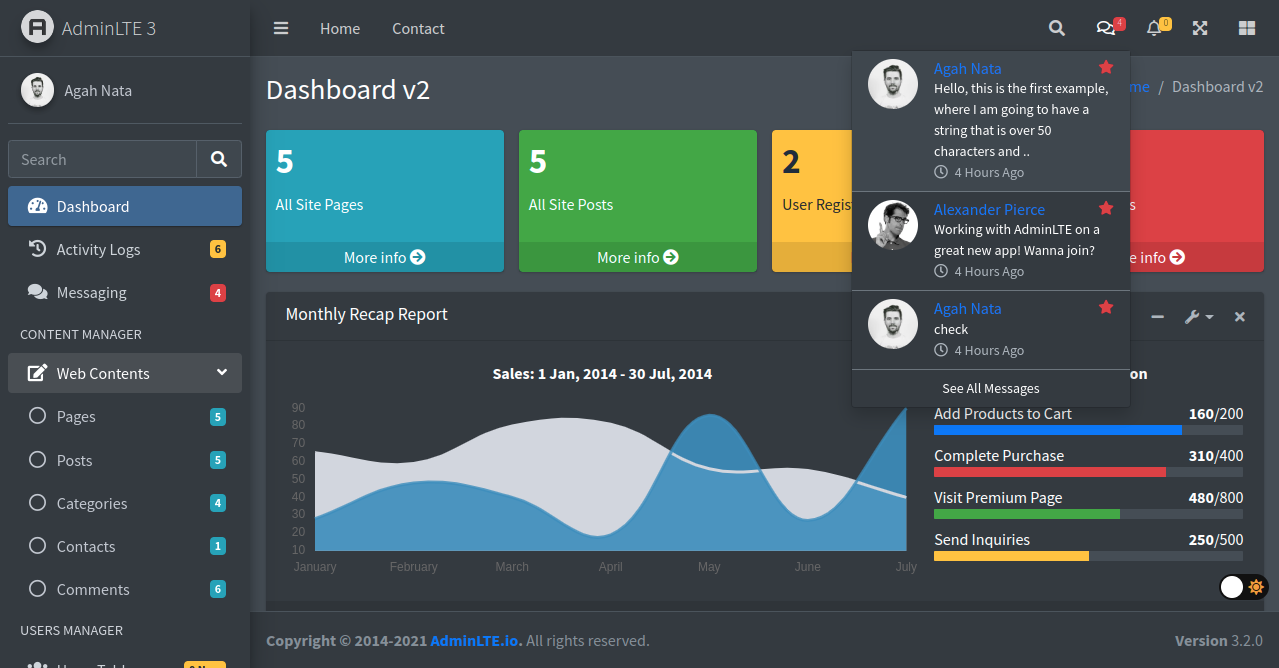 AdminLTE 3
Home
Contact
4
0
Agah Nata
Search
Dashboard
Activity Logs
6
Messaging
4
CONTENT MANAGER
Web Contents
Pages
5
Posts
5
Categories
4
Contacts
1
Comments
6
USERS MANAGER
Dashboard v2
me / Dashboard v2
5
All Site Pages
More info
5
All Site Posts
More info
2
Agah Nata
Hello, this is the first example,
where I am going to have a
string that is over 50
characters and ..
4 Hours Ago
Alexander Pierce
Working with AdminLTE on a
great new app! Wanna join?
4 Hours Ago
Agah Nata
check
4 Hours Ago
See All Messages
User Regis
s
e info
Monthly Recap Report
Sales: 1 Jan, 2014 - 30 Jul, 2014
90
80
70
60
50
40
30
20
10
January
February
March
April
May
June
July
on
Add Products to Cart
160/200
Complete Purchase
310/400
Visit Premium Page
480/800
Send Inquiries
250/500
Copyright © 2014-2021 AdminLTE.io. All rights reserved.
Version 3.2.0